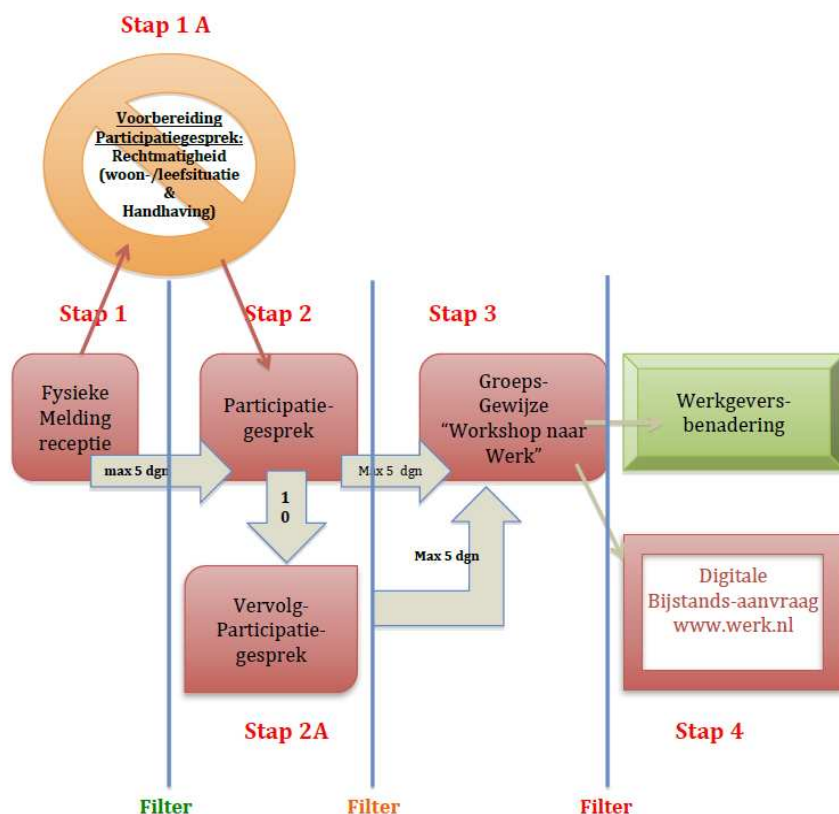 Stap 1 A
Voorbereiding
Participatiegesprek:
Rechtmatigheid
(woon-/leefsituatie
&
Handhaving)
Stap 1
Stap 2
Stap 3
Fysieke
Melding
receptie
Participatie-
gesprek
Groeps-
Gewijze
“Workshop naar
Werk”
Werkgevers-
benadering
max 5 dgn
Max 5 dgn
1
0
Max 5 dgn
Vervolg-
Participatie-
gesprek
Digitale
Bijstands-aanvraag
www.werk.nl
Stap 2A
Stap 4
Filter
Filter
Filter